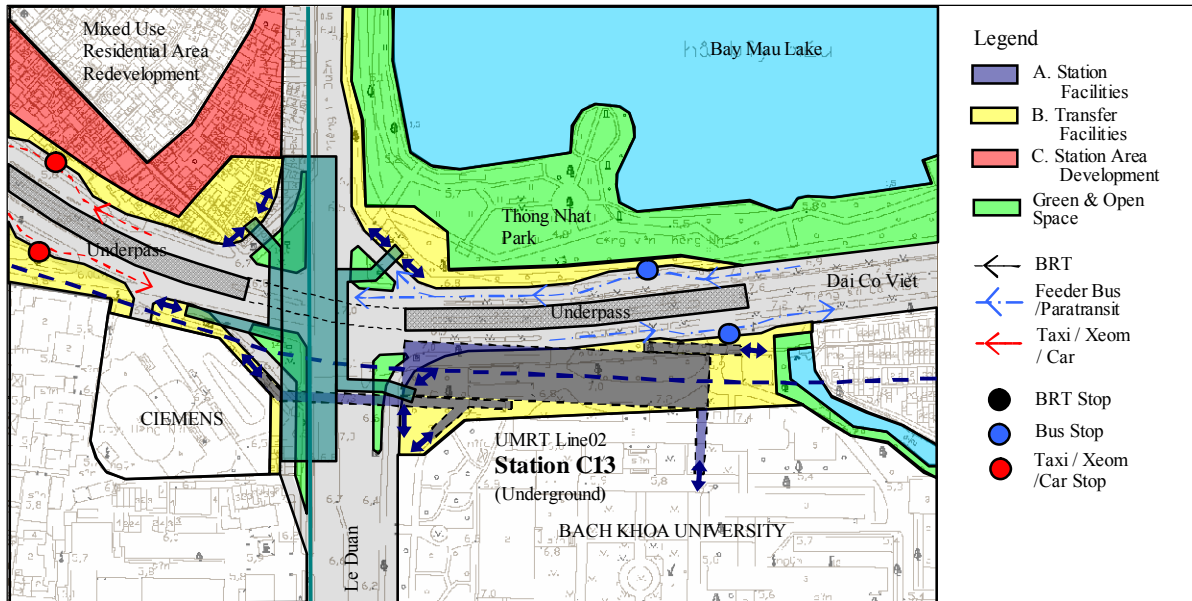 Mixed Use
Residential Area
Redevelopment
Bay Mau Lake
Thong Nhat
Park
Underpass
Underpass
Dai Co Viet
CIEMENS
UMRT Line02
Station C13
(Underground)
BACH KHOA UNIVERSITY
Le Duan
Legend
A. Station
Facilities
B. Transfer
Facilities
C. Station Area
Development
Green & Open
Space
BRT
Feeder Bus
/Paratransit
Taxi / Xeom
/ Car
BRT Stop
Bus Stop
Taxi / Xeom
/Car Stop